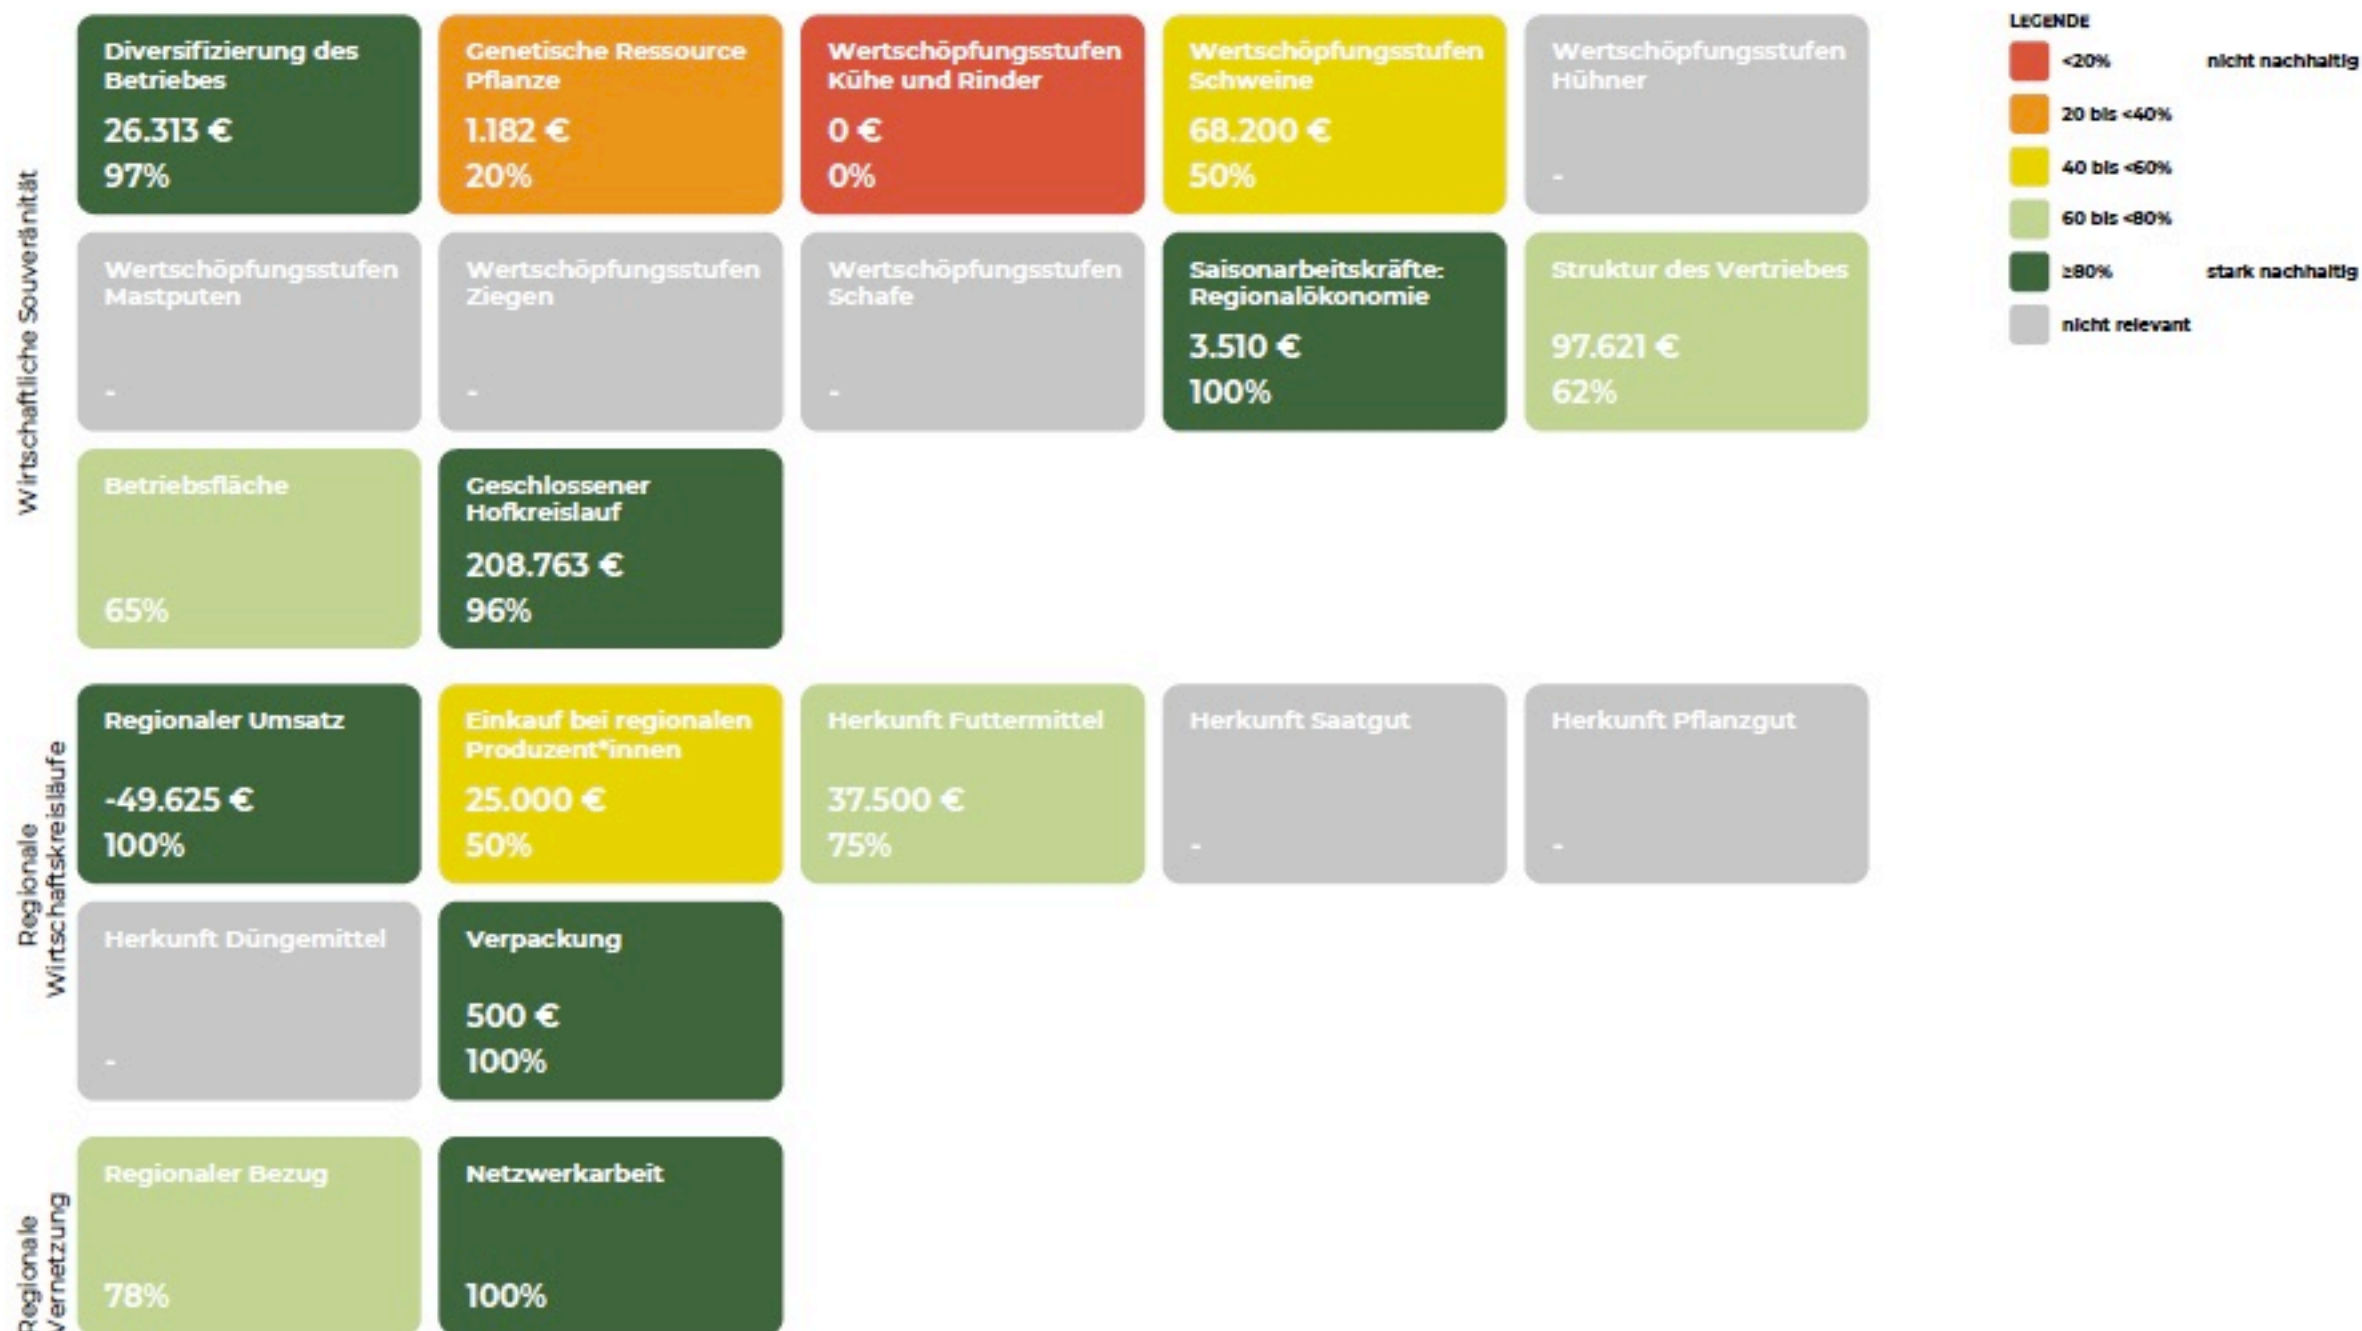 Wirtschaftliche Souveränität
Diversifizierung des
Betriebes
26.313 €
97%
Genetische Ressource
Pflanze
1.182 €
20%
Wertschöpfungsstufen
Kühe und Rinder
0 €
0%
Wertschöpfungsstufen
Schweine
68.200 €
50%
Wertschöpfungsstufen
Hühner
-
Wertschöpfungsstufen
Mastputen
-
Wertschöpfungsstufen
Ziegen
-
Wertschöpfungsstufen
Schafe
-
Saisonarbeitskräfte:
Regionalökonomie
3.510 €
100%
Struktur des Vertriebes
97.621 €
62%
Betriebsfläche
65%
Geschlossener
Hofkreislauf
208.763 €
96%
Regionale
Wirtschaftskreisläufe
Regionaler Umsatz
-49.625 €
100%
Einkauf bei regionalen
Produzent*innen
25.000 €
50%
Herkunft Futtermittel
37.500 €
75%
Herkunft Saatgut
-
Herkunft Pflanzgut
-
Herkunft Düngemittel
-
Verpackung
500 €
100%
Regionale
Vernetzung
Regionaler Bezug
78%
Netzwerkarbeit
100%
LEGENDE
<20% nicht nachhaltig
20 bis <40%
40 bis <60%
60 bis <80%
≥80% stark nachhaltig
nicht relevant